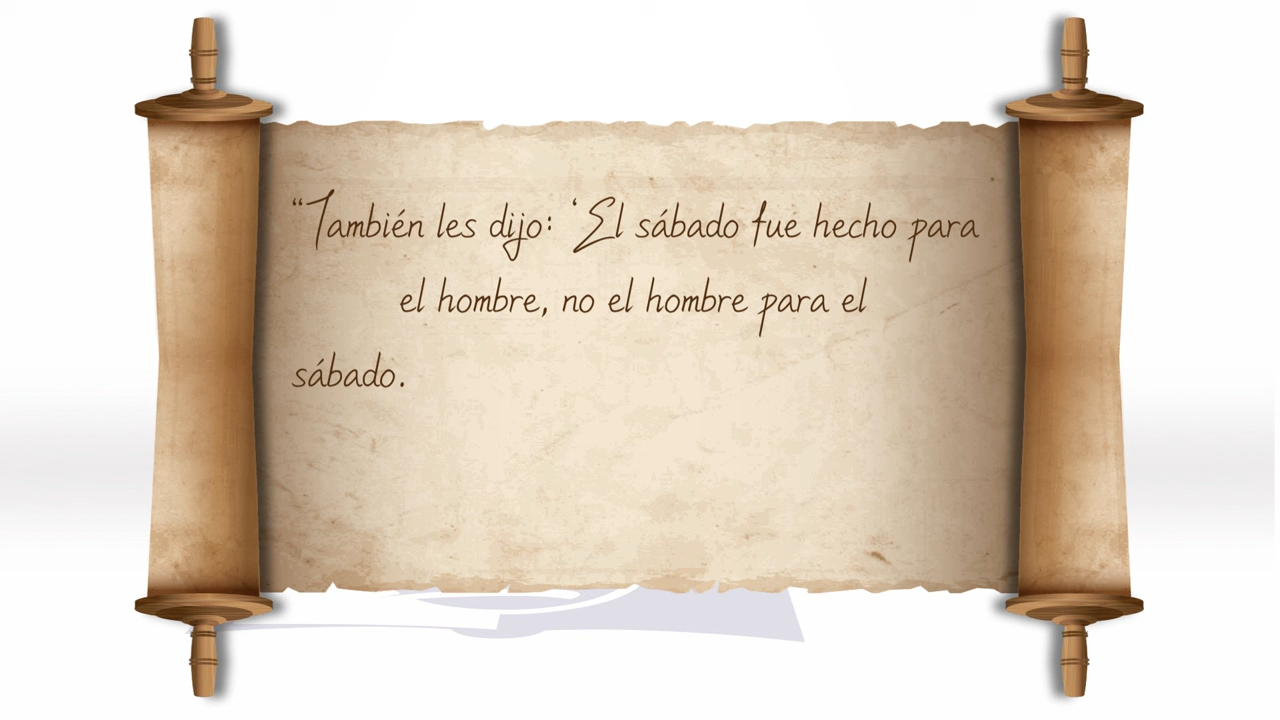 “También les dijo: ‘El sábado fue hecho para
el hombre, no el hombre para el
sábado.